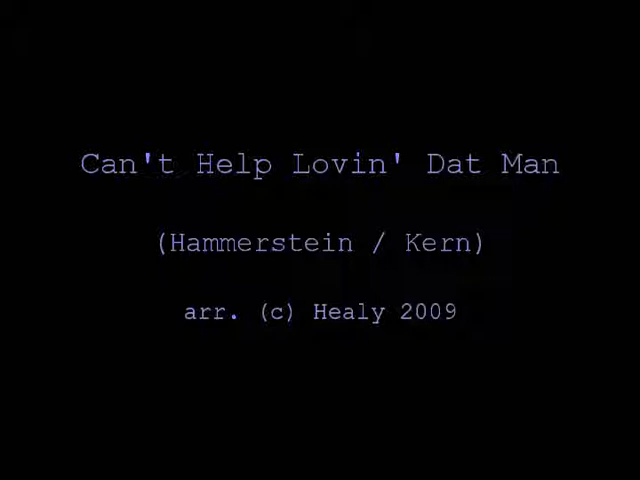 Can't Help Lovin' Dat Man
(Hammerstein / Kern)
arr. (c) Healy 2009